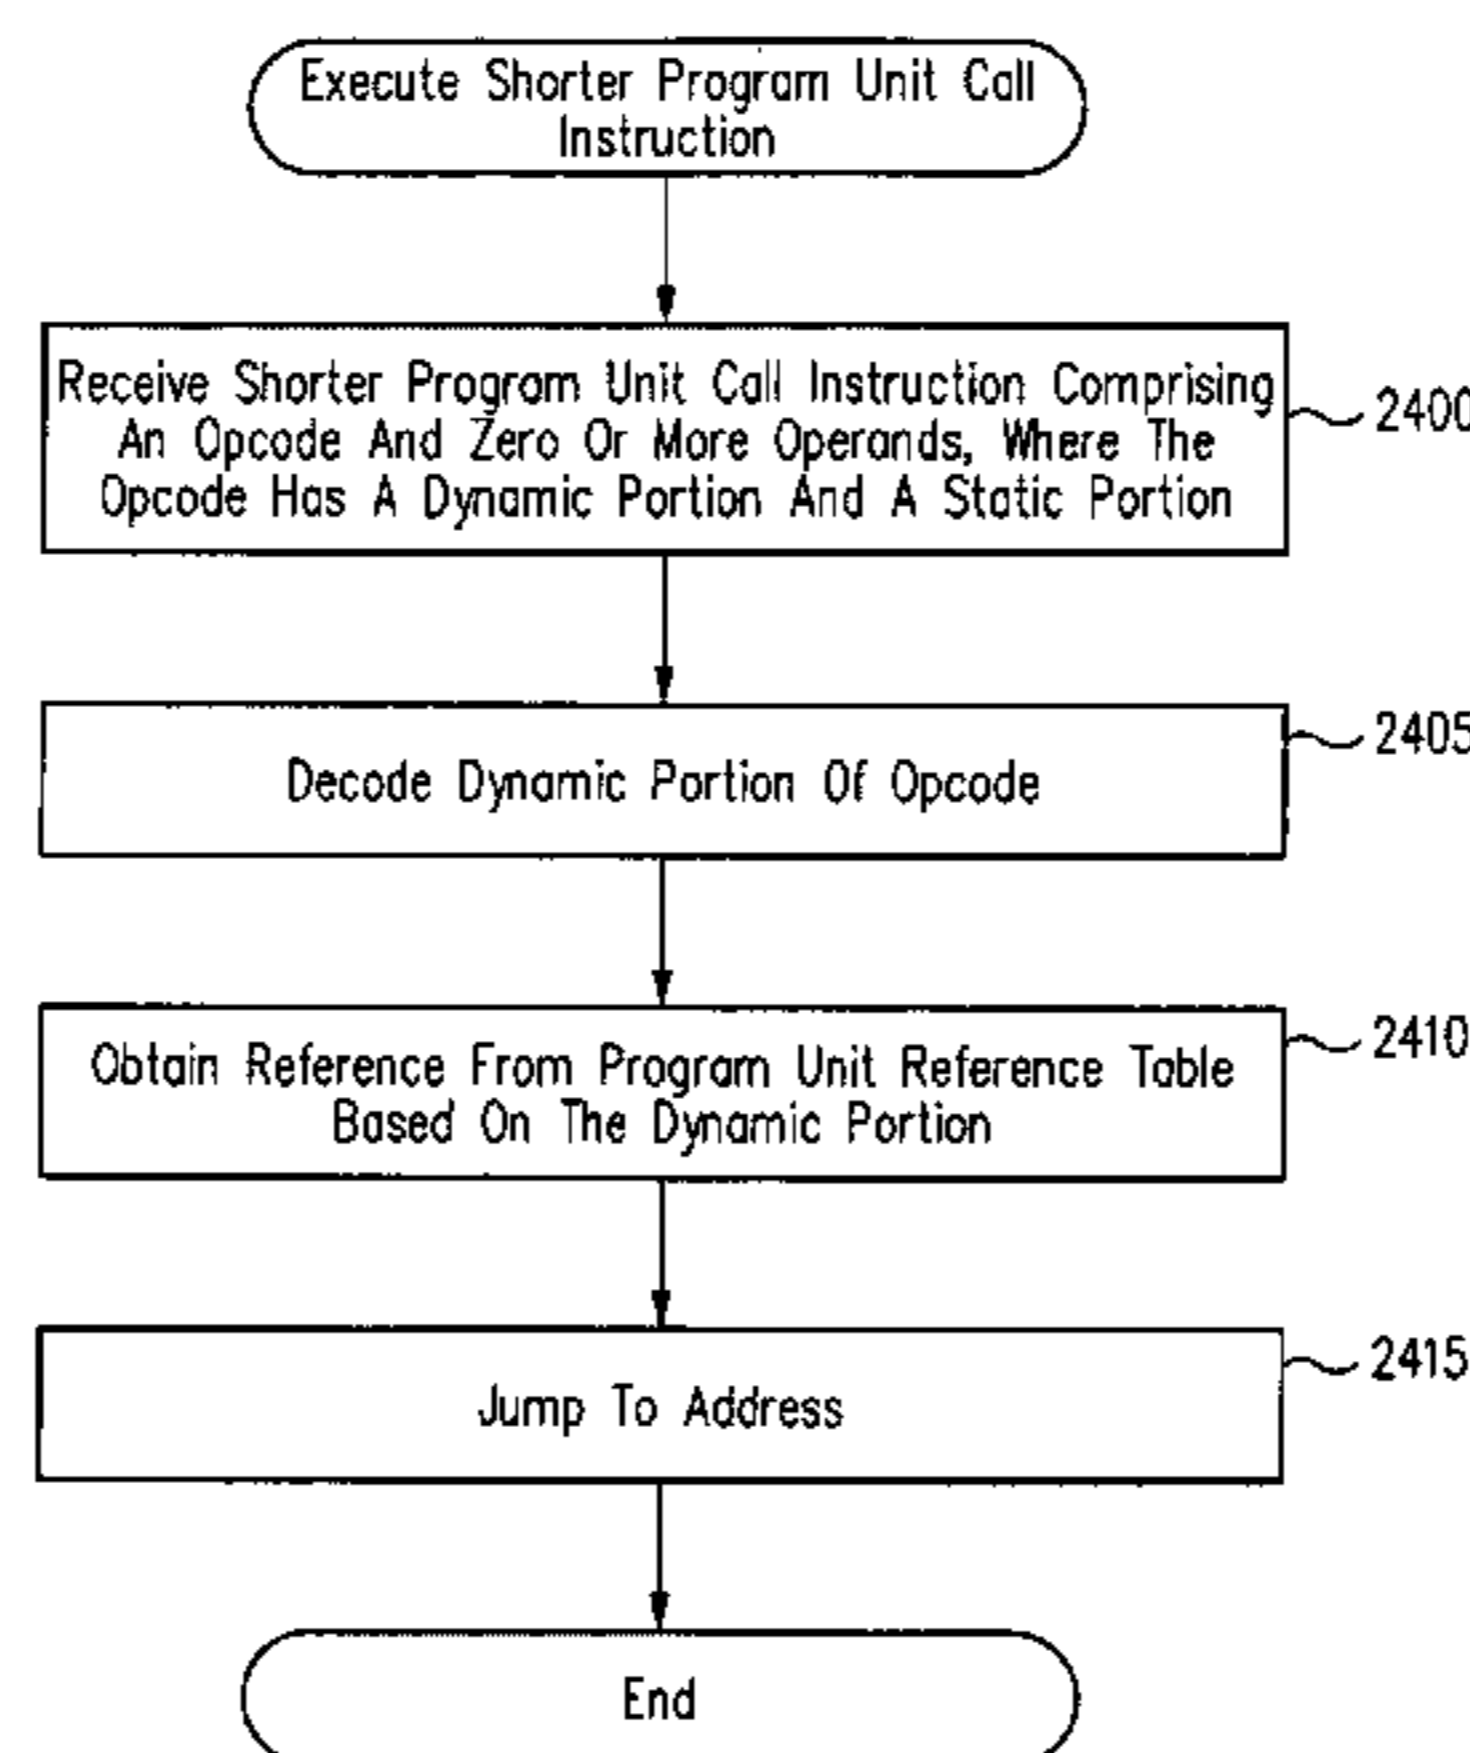 Execute Shorter Program Unit Call
Instruction
Receive Shorter Program Unit Call Instruction Comprising
An Opcode And Zero Or More Operands, Where The
Opcode Has A Dynamic Portion And A Static Portion
2400
Decode Dynamic Portion Of Opcode
2405
Obtain Reference From Program Unit Reference Table
Based On The Dynamic Portion
2410
Jump To Address
2415
End